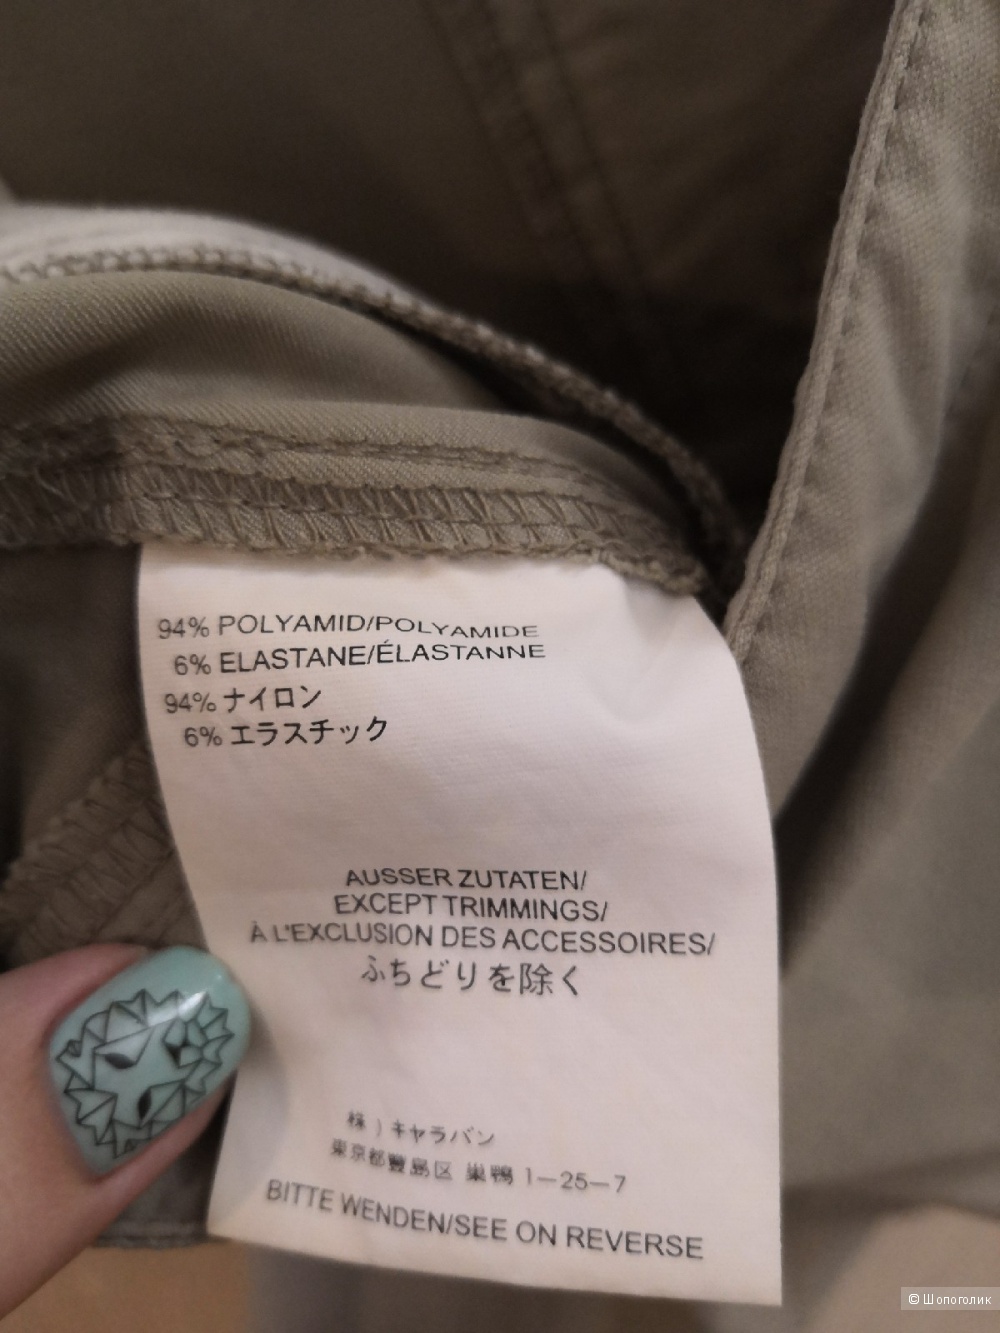 94% POLYAMID/POLYAMIDE
6% ELASTANE/ÉLASTANNE
94% ナイロン
6% エラスチック
AUSSER ZUTATEN/
EXCEPT TRIMMINGS/
À L'EXCLUSION DES ACCESSOIRES/
ふちどりを除く
株）キャラバン
東京都豊島区 巣鴨 1—25—7
BITTE WENDEN/SEE ON REVERSE
© Шопоголик